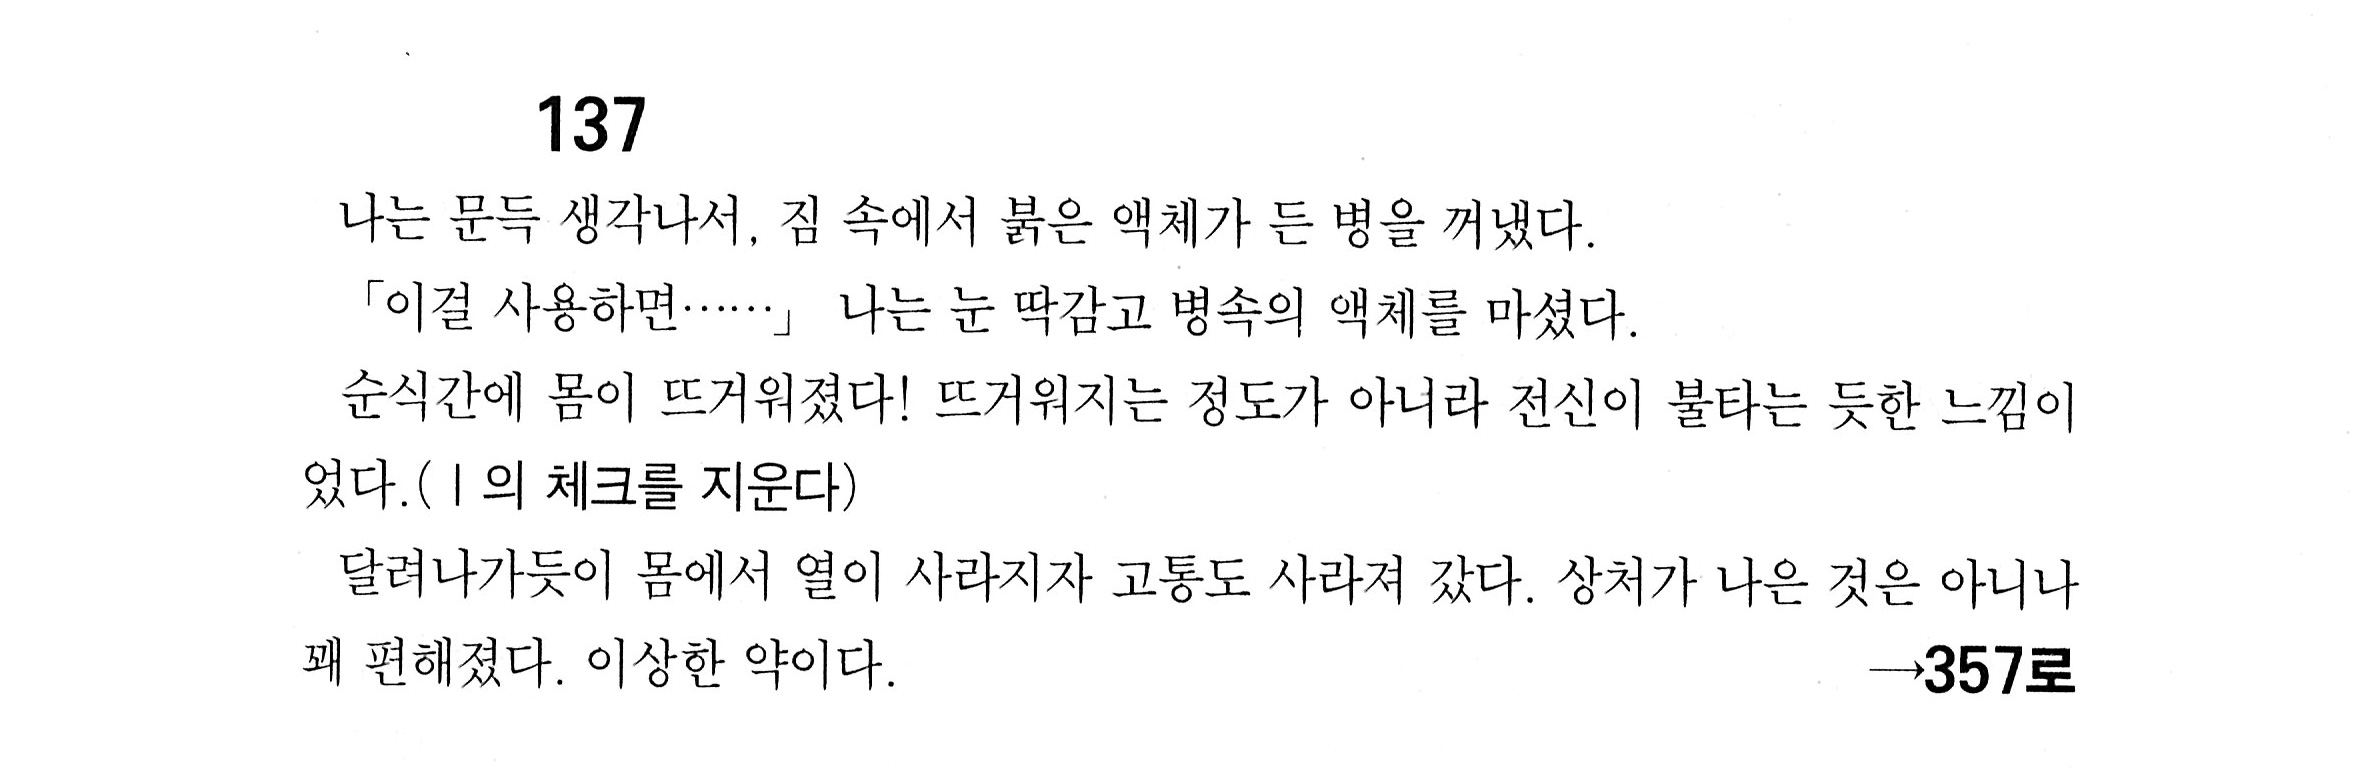 137
나는 문득 생각나서, 짐 속에서 붉은 액체가 든 병을 꺼냈다.
「이걸 사용하면……」 나는 눈 딱감고 병속의 액체를 마셨다.
순식간에 몸이 뜨거워졌다! 뜨거워지는 정도가 아니라 전신이 불타는 듯한 느낌이
었다.(I의 체크를 지운다)
달려나가듯이 몸에서 열이 사라지자 고통도 사라져 갔다. 상처가 나은 것은 아니나
꽤 편해졌다. 이상한 약이다. →357로